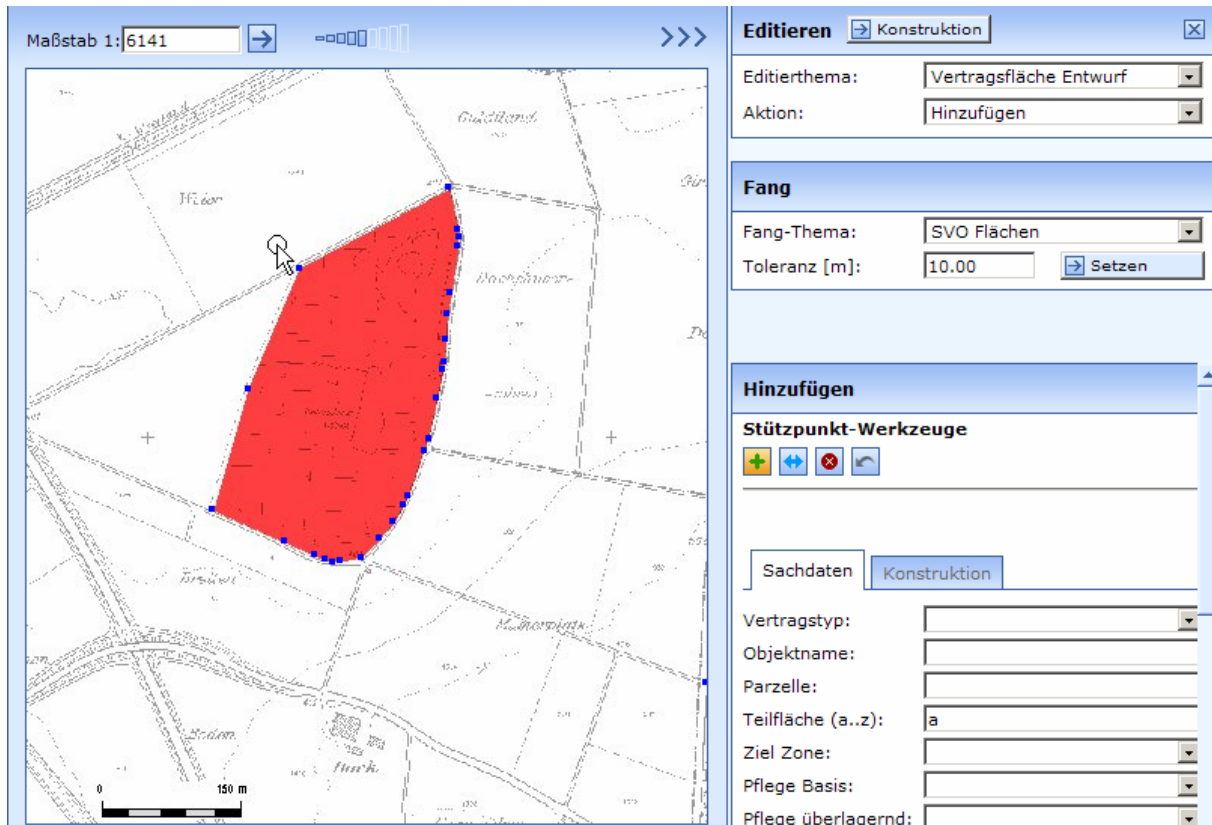 Maßstab 1: 6141
>>>
Editieren
Konstruktion
Editierthema: Vertragsfläche Entwurf
Aktion: Hinzufügen
Fang
Fang-Thema: SVO Flächen
Toleranz [m]: 10.00 Setzen
Hinzufügen
Stützpunkt-Werkzeuge
Sachdaten Konstruktion
Vertragstyp:
Objektname:
Parzelle:
Teilfläche (a..z): a
Ziel Zone:
Pflege Basis:
Pflege überlagernd:
Boden
0 150 m